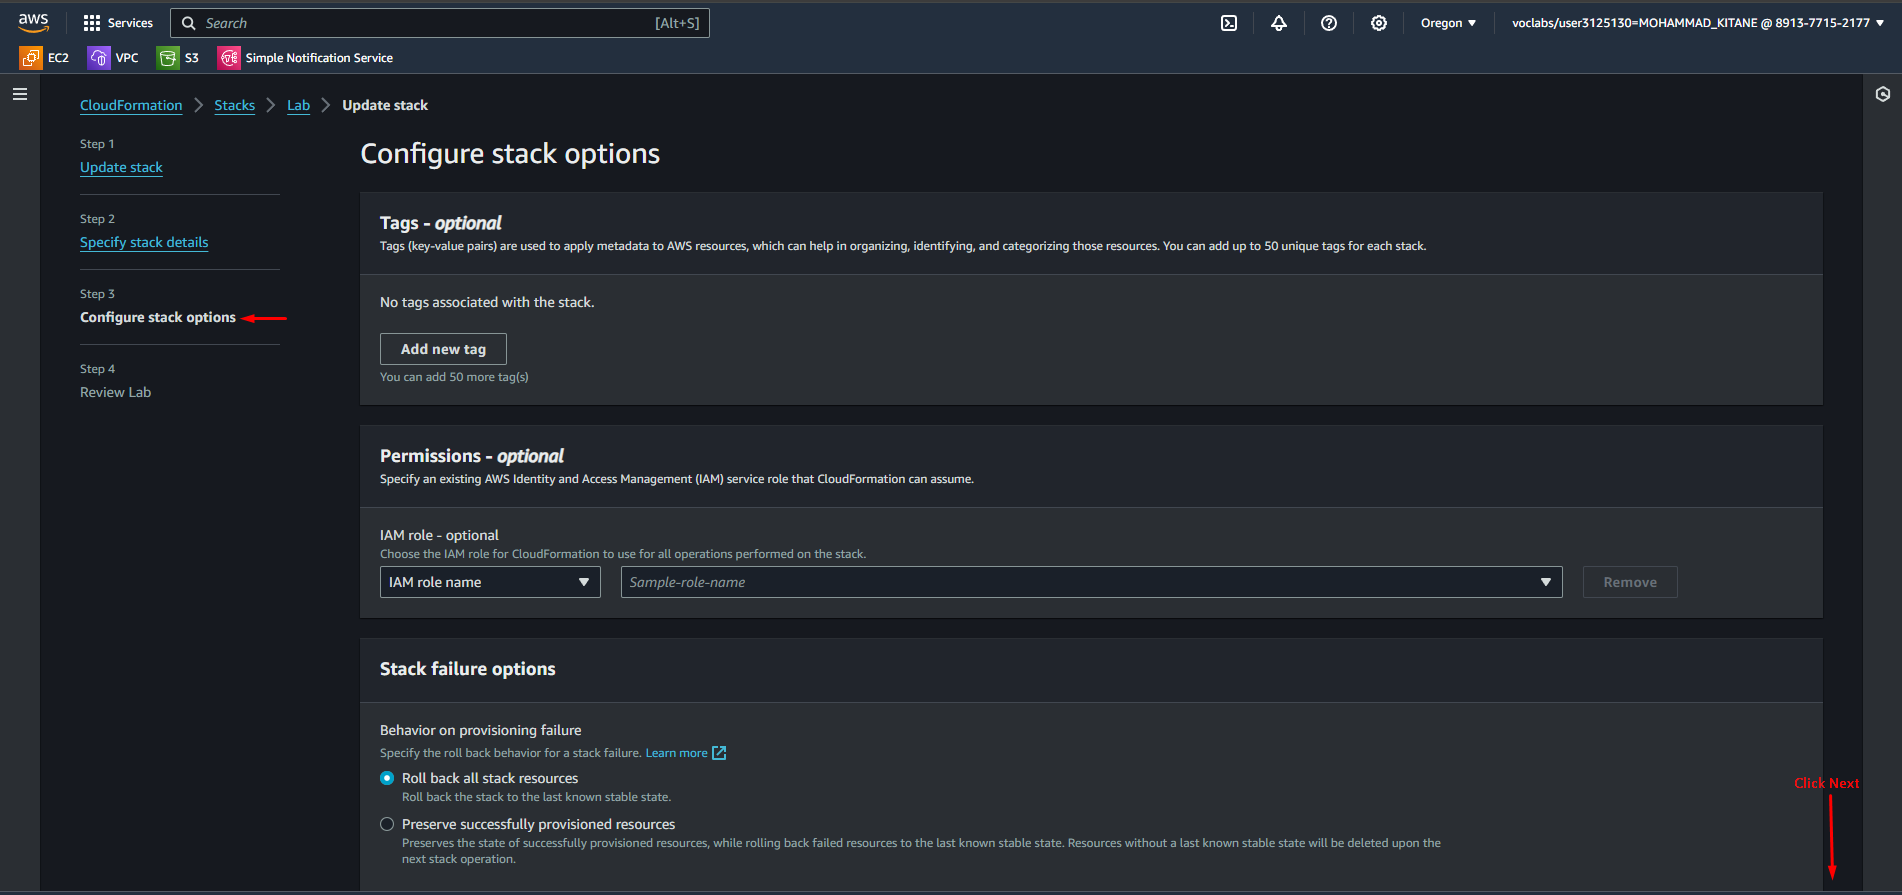 aws
Services
Search
[Alt+S]
Oregon
voclabs/user3125130=MOHAMMAD_KITANE @ 8913-7715-2177
EC2
VPC
S3
Simple Notification Service
CloudFormation
Stacks
Lab
Update stack
Step 1
Update stack
Step 2
Specify stack details
Step 3
Configure stack options
Step 4
Review Lab
Configure stack options
Tags - optional
Tags (key-value pairs) are used to apply metadata to AWS resources, which can help in organizing, identifying, and categorizing those resources. You can add up to 50 unique tags for each stack.
No tags associated with the stack.
Add new tag
You can add 50 more tag(s)
Permissions - optional
Specify an existing AWS Identity and Access Management (IAM) service role that CloudFormation can assume.
IAM role - optional
Choose the IAM role for CloudFormation to use for all operations performed on the stack.
IAM role name
Sample-role-name
Remove
Stack failure options
Behavior on provisioning failure
Specify the roll back behavior for a stack failure. Learn more
Roll back all stack resources
Roll back the stack to the last known stable state.
Click Next
Preserve successfully provisioned resources
Preserves the state of successfully provisioned resources, while rolling back failed resources to the last known stable state. Resources without a last known stable state will be deleted upon the
next stack operation.